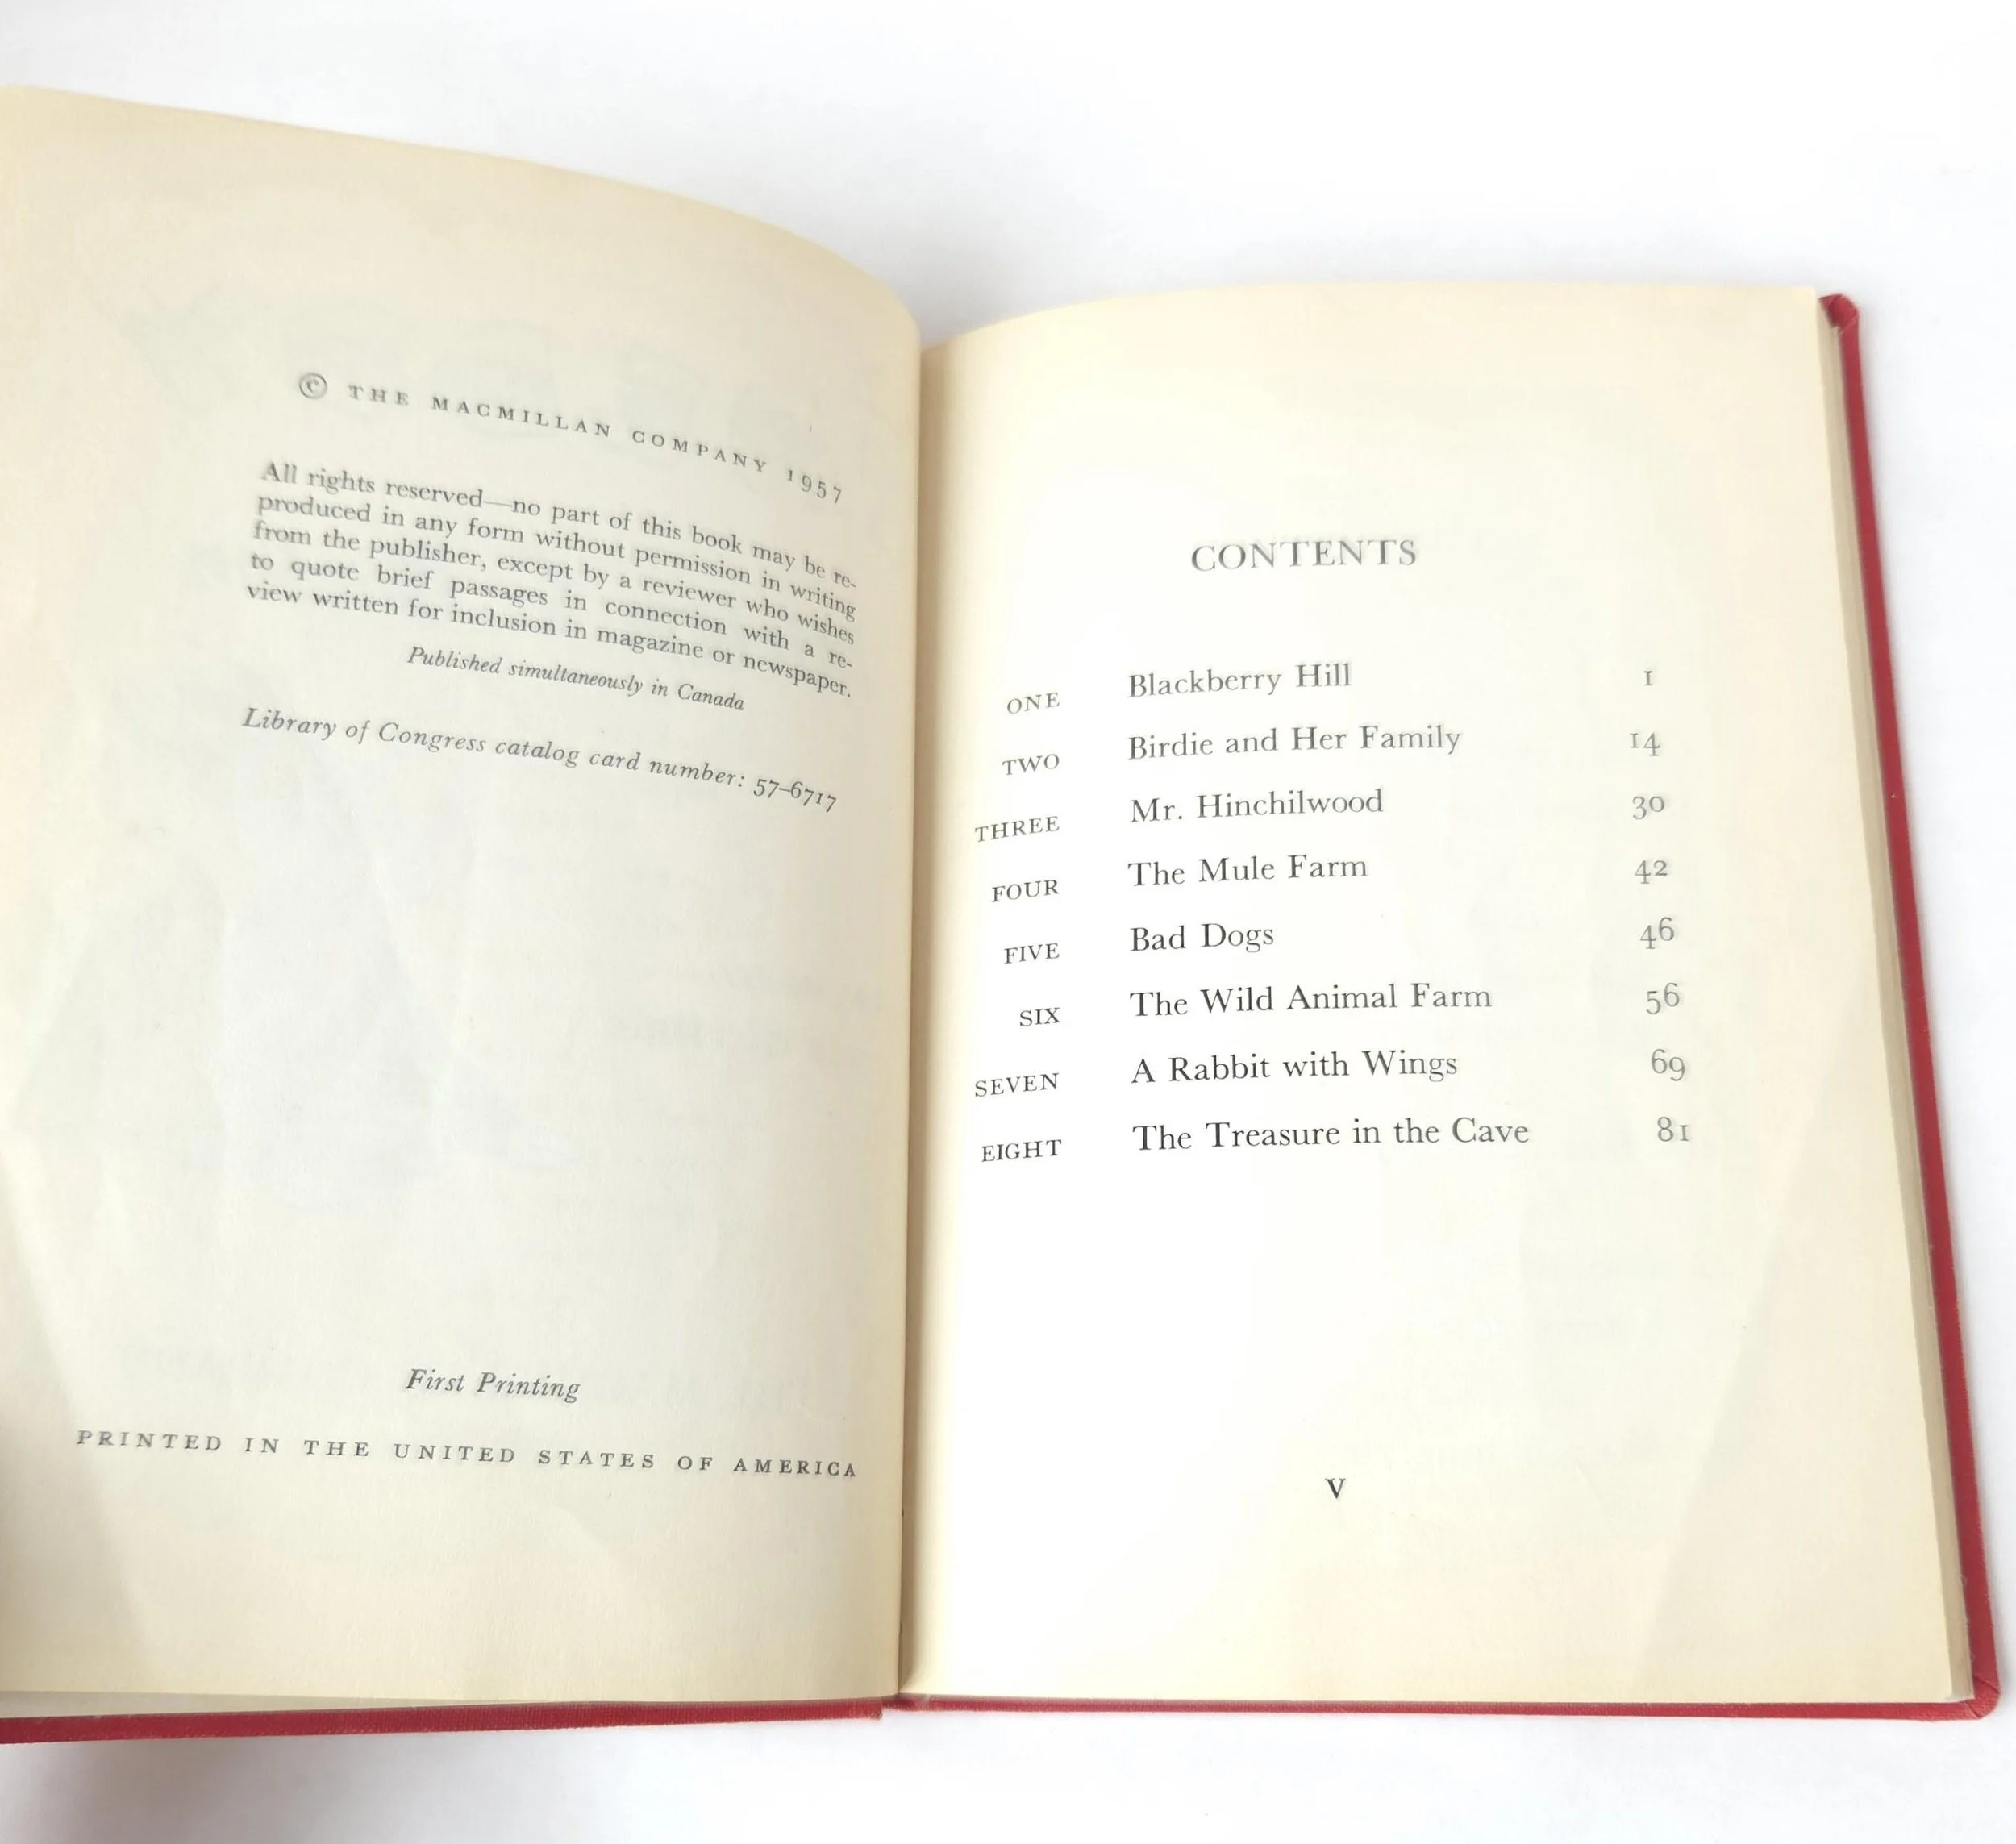 © THE MACMILLAN COMPANY 1957
All rights reserved—no part of this book may be re-
produced in any form without permission in writing
from the publisher, except by a reviewer who wishes
to quote brief passages in connection with a re-
view written for inclusion in magazine or newspaper.
Published simultaneously in Canada
Library of Congress catalog card number: 57-6717
First Printing
PRINTED IN THE UNITED STATES OF AMERICA
CONTENTS
ONE Blackberry Hill 1
TWO Birdie and Her Family 14
THREE Mr. Hinchilwood 30
FOUR The Mule Farm 42
FIVE Bad Dogs 46
SIX The Wild Animal Farm 56
SEVEN A Rabbit with Wings 69
EIGHT The Treasure in the Cave 81
v